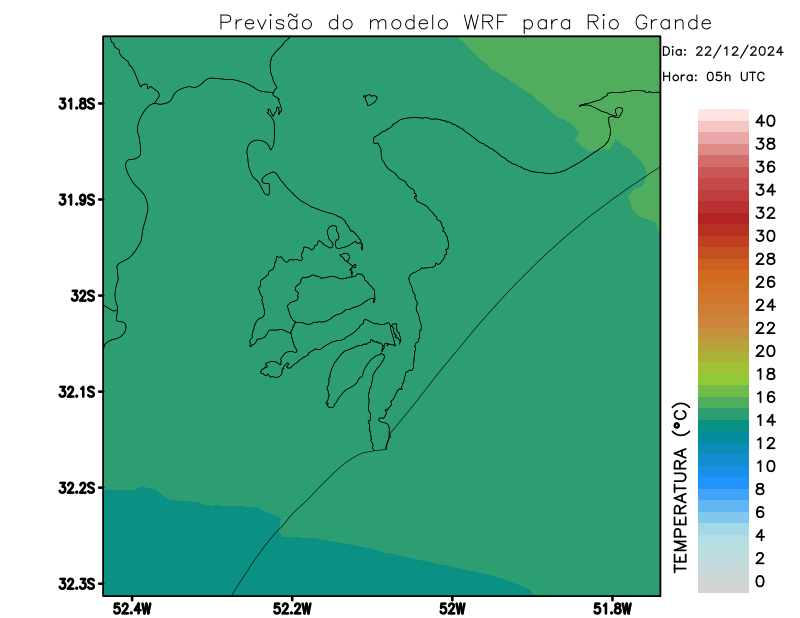 Previsão do modelo WRF para Rio Grande
Dia: 22/12/2024
Hora: 05h UTC
31.8S
31.9S
32S
32.1S
32.2S
32.3S
52.4W
52.2W
52W
51.8W
40
38
36
34
32
30
28
26
24
22
20
18
16
14
12
10
8
6
4
2
0
TEMPERATURA (°C)